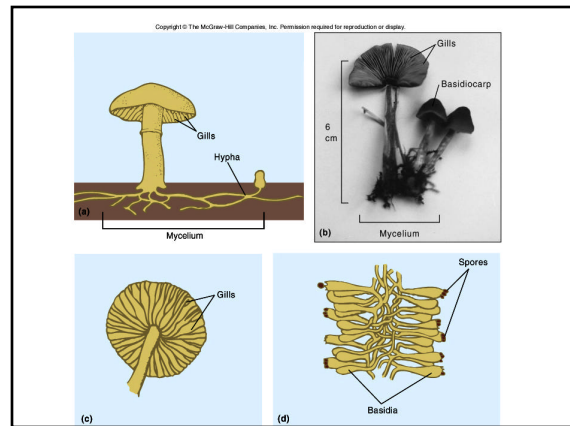 Copyright © The McGraw-Hill Companies, Inc. Permission required for reproduction or display.
Gills
Hypha
(a)
Mycelium
Gills
Basidiocarp
6
cm
(b)
Mycelium
Gills
(c)
Spores
Basidia
(d)